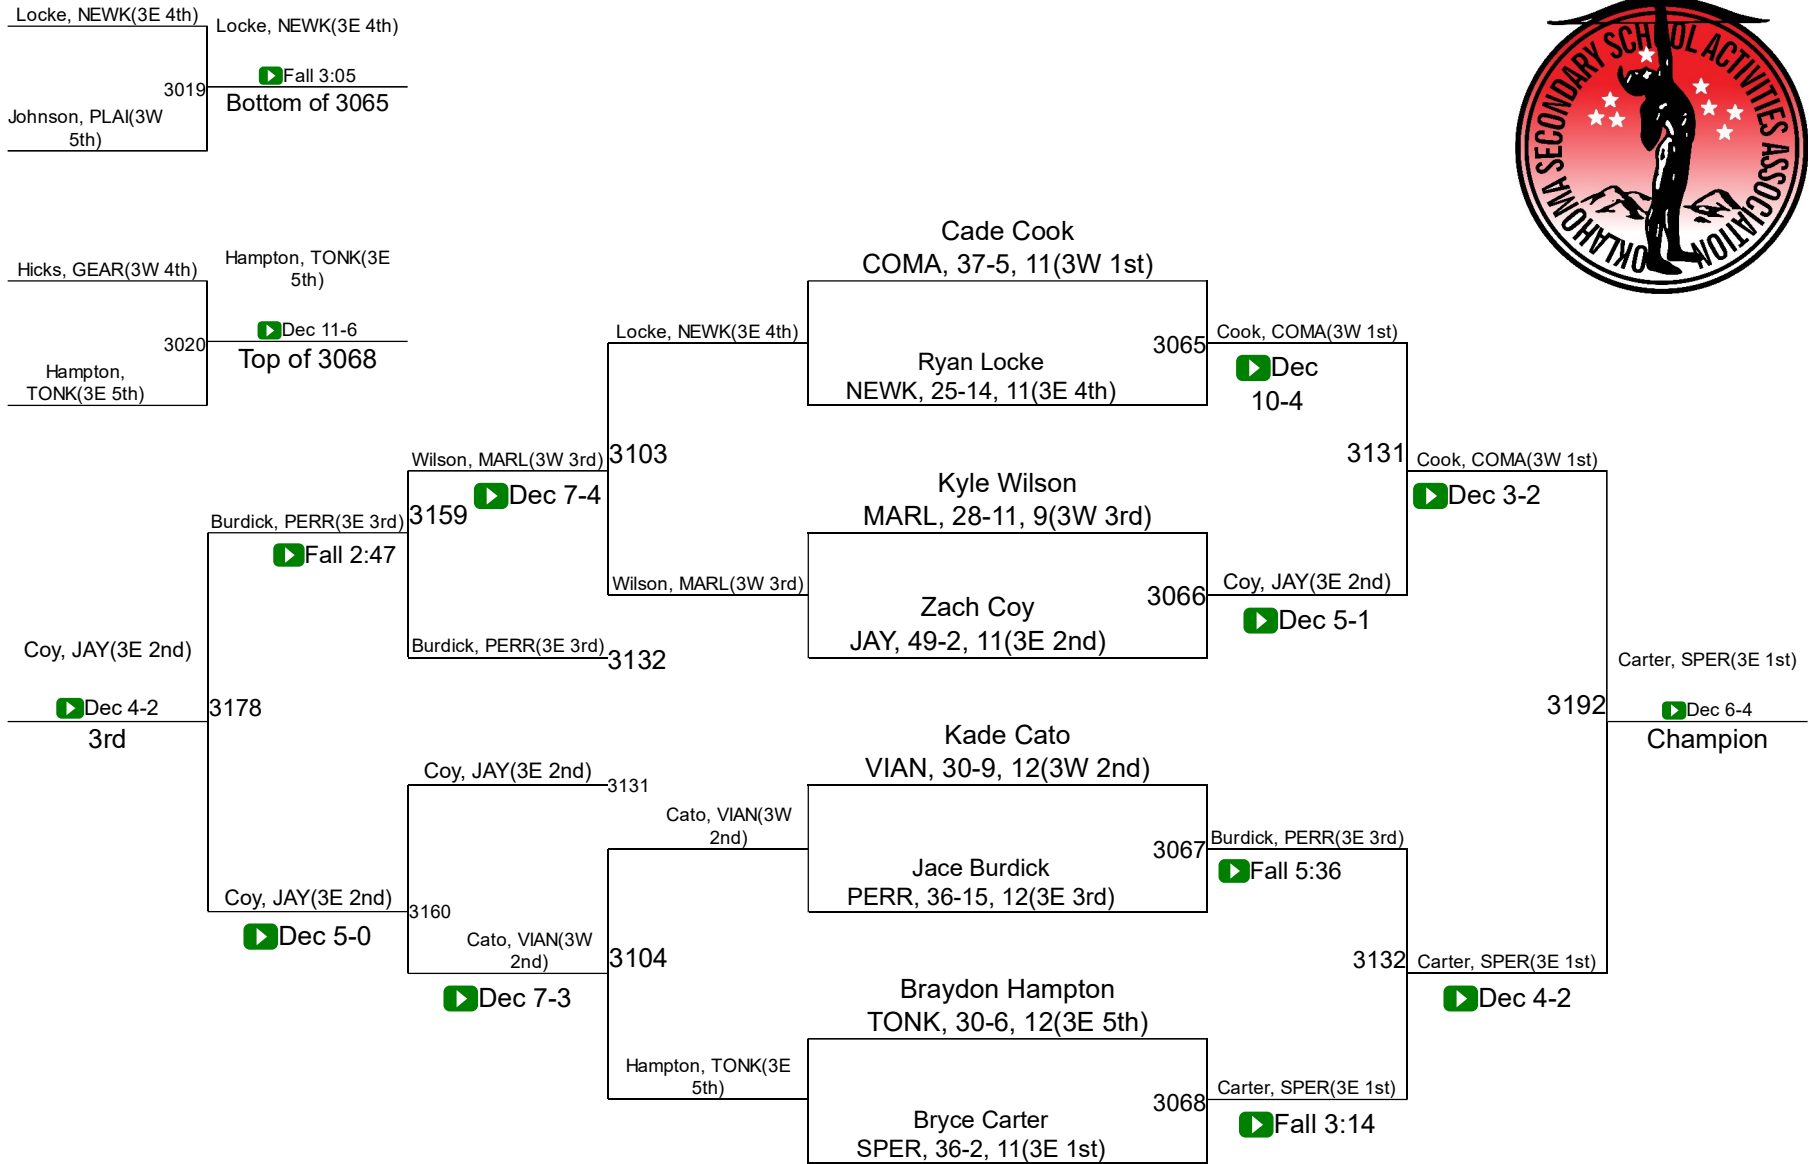 Locke, NEWK(3E 4th)
Locke, NEWK(3E 4th)
Fall 3:05
3019
Bottom of 3065
Johnson, PLAI(3W
5th)
OKLAHOMA SECONDARY SCHOOL ACTIVITIES ASSOCIATION
Hicks, GEAR(3W 4th)
Hampton, TONK(3E
5th)
Dec 11-6
3020
Top of 3068
Hampton,
TONK(3E 5th)
Cade Cook
COMA, 37-5, 11(3W 1st)
Locke, NEWK(3E 4th)
3065
Cook, COMA(3W 1st)
Ryan Locke
NEWK, 25-14, 11(3E 4th)
Dec
10-4
3103
3131
Wilson, MARL(3W 3rd)
Dec 7-4
Cook, COMA(3W 1st)
Dec 3-2
Kyle Wilson
MARL, 28-11, 9(3W 3rd)
3159
Burdick, PERR(3E 3rd)
Fall 2:47
Wilson, MARL(3W 3rd)
3066
Coy, JAY(3E 2nd)
Zach Coy
JAY, 49-2, 11(3E 2nd)
Dec 5-1
Burdick, PERR(3E 3rd)
3132
Coy, JAY(3E 2nd)
Dec 4-2
3rd
3178
Carter, SPER(3E 1st)
3192
Dec 6-4
Champion
Kade Cato
VIAN, 30-9, 12(3W 2nd)
Coy, JAY(3E 2nd)
3131
Cato, VIAN(3W
2nd)
3067
Burdick, PERR(3E 3rd)
Jace Burdick
PERR, 36-15, 12(3E 3rd)
Fall 5:36
Coy, JAY(3E 2nd)
3160
Dec 5-0
Cato, VIAN(3W
2nd)
3104
Dec 7-3
3132
Carter, SPER(3E 1st)
Dec 4-2
Braydon Hampton
TONK, 30-6, 12(3E 5th)
Hampton, TONK(3E
5th)
3068
Carter, SPER(3E 1st)
Bryce Carter
SPER, 36-2, 11(3E 1st)
Fall 3:14